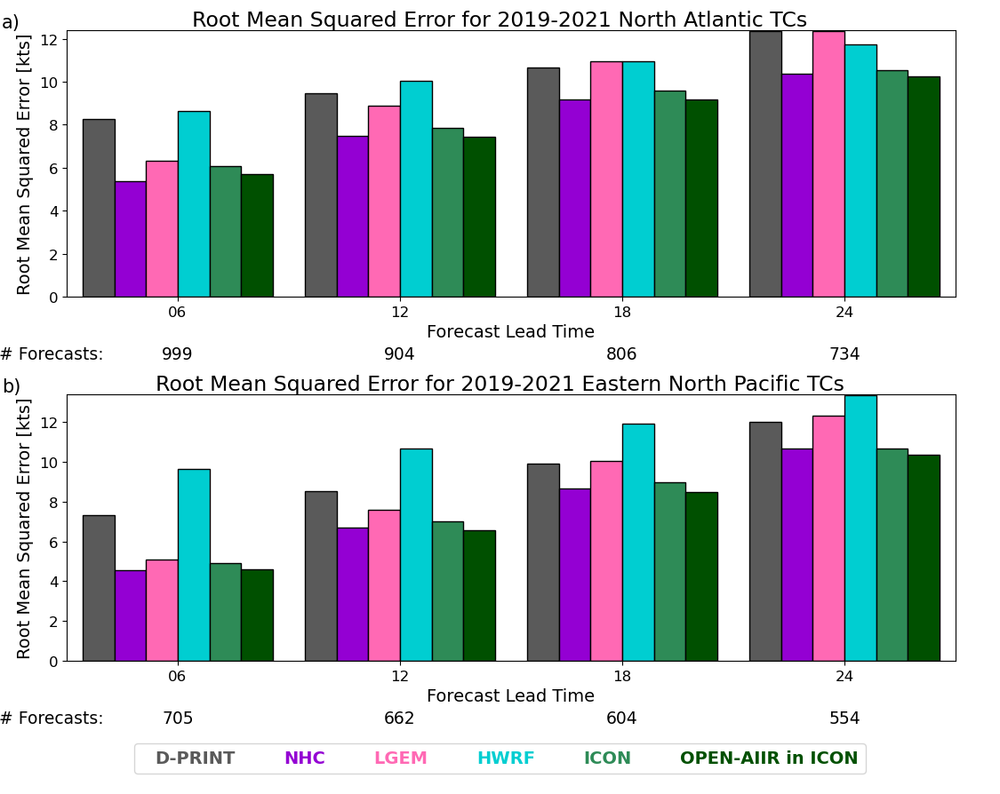 a)
Root Mean Squared Error for 2019-2021 North Atlantic TCs
Root Mean Squared Error [kts]
12
10
8
6
4
2
0
06 12 18 24
Forecast Lead Time
# Forecasts: 999 904 806 734
b)
Root Mean Squared Error for 2019-2021 Eastern North Pacific TCs
Root Mean Squared Error [kts]
12
10
8
6
4
2
0
06 12 18 24
Forecast Lead Time
# Forecasts: 705 662 604 554
D-PRINT NHC LGEM HWRF ICON OPEN-AIIR in ICON